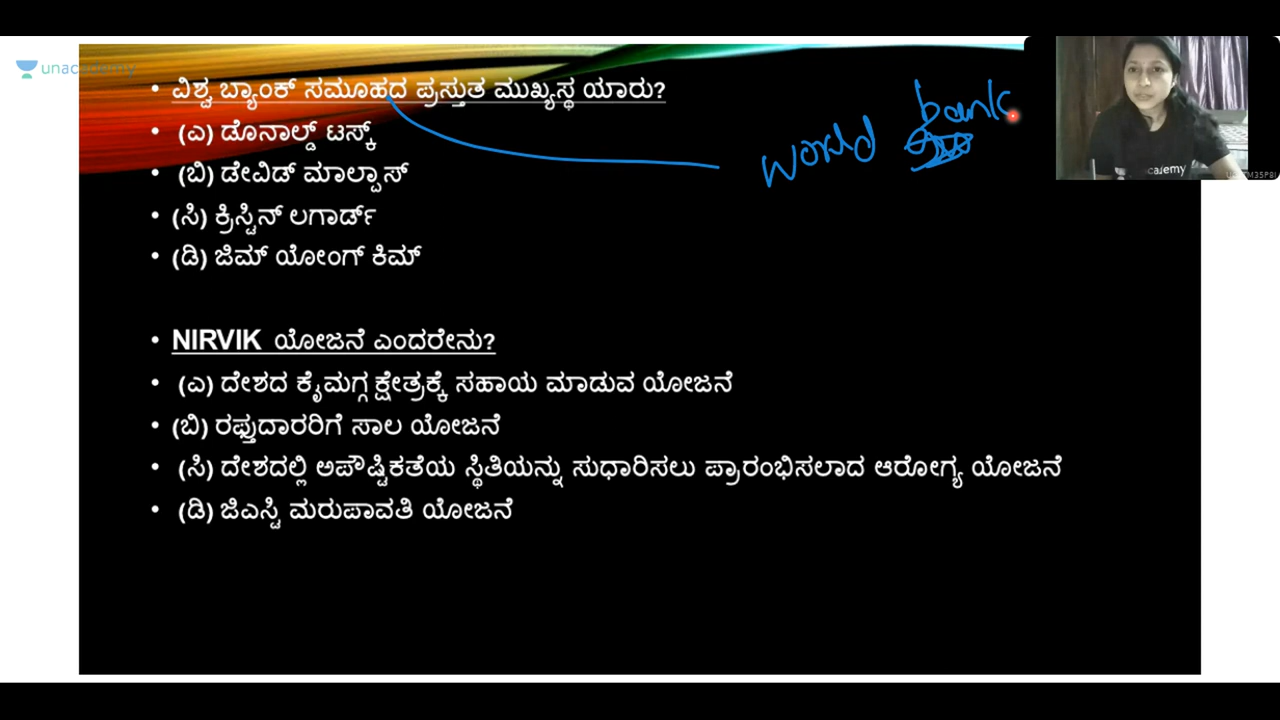 unacademy
• ವಿಶ್ವ ಬ್ಯಾಂಕ್ ಸಮೂಹದ ಪ್ರಸ್ತುತ ಮುಖ್ಯಸ್ಥ ಯಾರು?
• (ಎ) ಡೊನಾಲ್ಡ್ ಟಸ್ಕ್
• (ಬಿ) ಡೇವಿಡ್ ಮಾಲ್ಪಾಸ್
• (ಸಿ) ಕ್ರಿಸ್ಟಿನ್ ಲಗಾರ್ಡ್
• (ಡಿ) ಜಿಮ್ ಯೋಂಗ್ ಕಿಮ್
world bank
• NIRVIK ಯೋಜನೆ ಎಂದರೇನು?
• (ಎ) ದೇಶದ ಕೈಮಗ್ಗ ಕ್ಷೇತ್ರಕ್ಕೆ ಸಹಾಯ ಮಾಡುವ ಯೋಜನೆ
• (ಬಿ) ರಫ್ತುದಾರರಿಗೆ ಸಾಲ ಯೋಜನೆ
• (ಸಿ) ದೇಶದಲ್ಲಿ ಅಪೌಷ್ಟಿಕತೆಯ ಸ್ಥಿತಿಯನ್ನು ಸುಧಾರಿಸಲು ಪ್ರಾರಂಭಿಸಲಾದ ಆರೋಗ್ಯ ಯೋಜನೆ
• (ಡಿ) ಜಿಎಸ್ಟಿ ಮರುಪಾವತಿ ಯೋಜನೆ